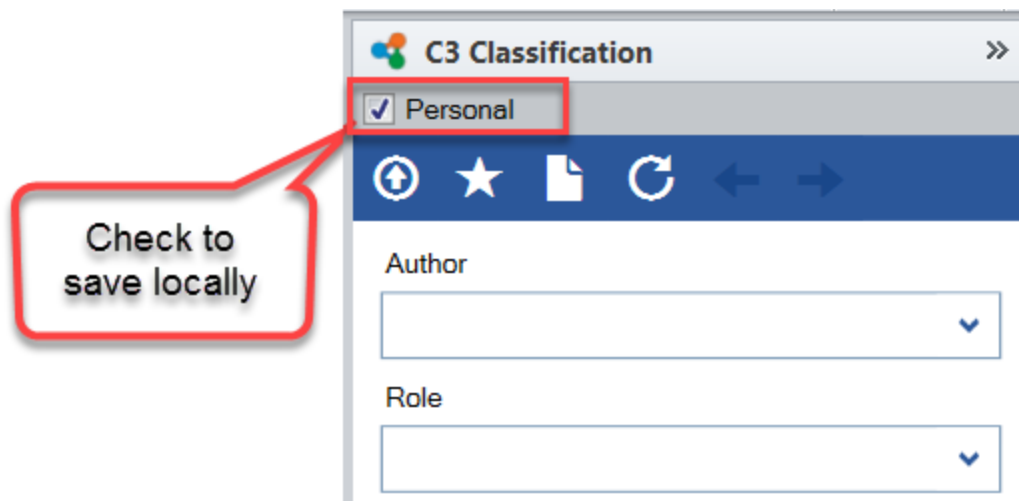 C3 Classification
Personal
Check to
save locally
Author
Role